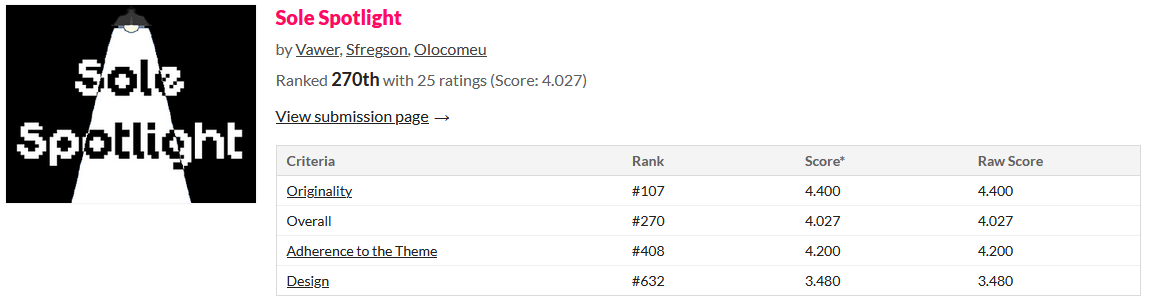 Sole
Spotlight
Sole Spotlight
by Vawer, Sfregson, Olocomeu
Ranked 270th with 25 ratings (Score: 4.027)
View submission page →
Criteria Rank Score* Raw Score
Originality #107 4.400 4.400
Overall #270 4.027 4.027
Adherence to the Theme #408 4.200 4.200
Design #632 3.480 3.480